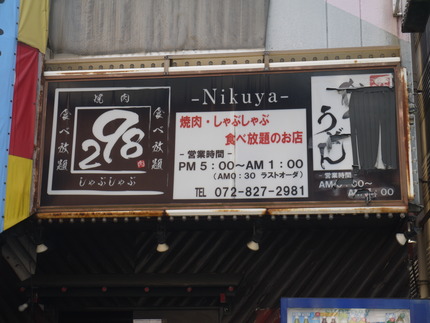 焼肉
食べ放題
298
食べ放題
しゃぶしゃぶ
-Nikuya-
焼肉・しゃぶしゃぶ
食べ放題のお店
-営業時間-
PM 5:00~AM 1:00
(AM0:30 ラストオーダ)
TEL 072-827-2981
うどん
-営業時間-